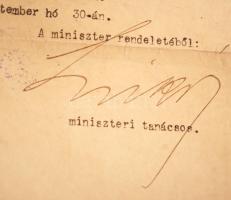 tember hó 30-án.
A miniszter rendeletéből:
miniszteri tanácsos.